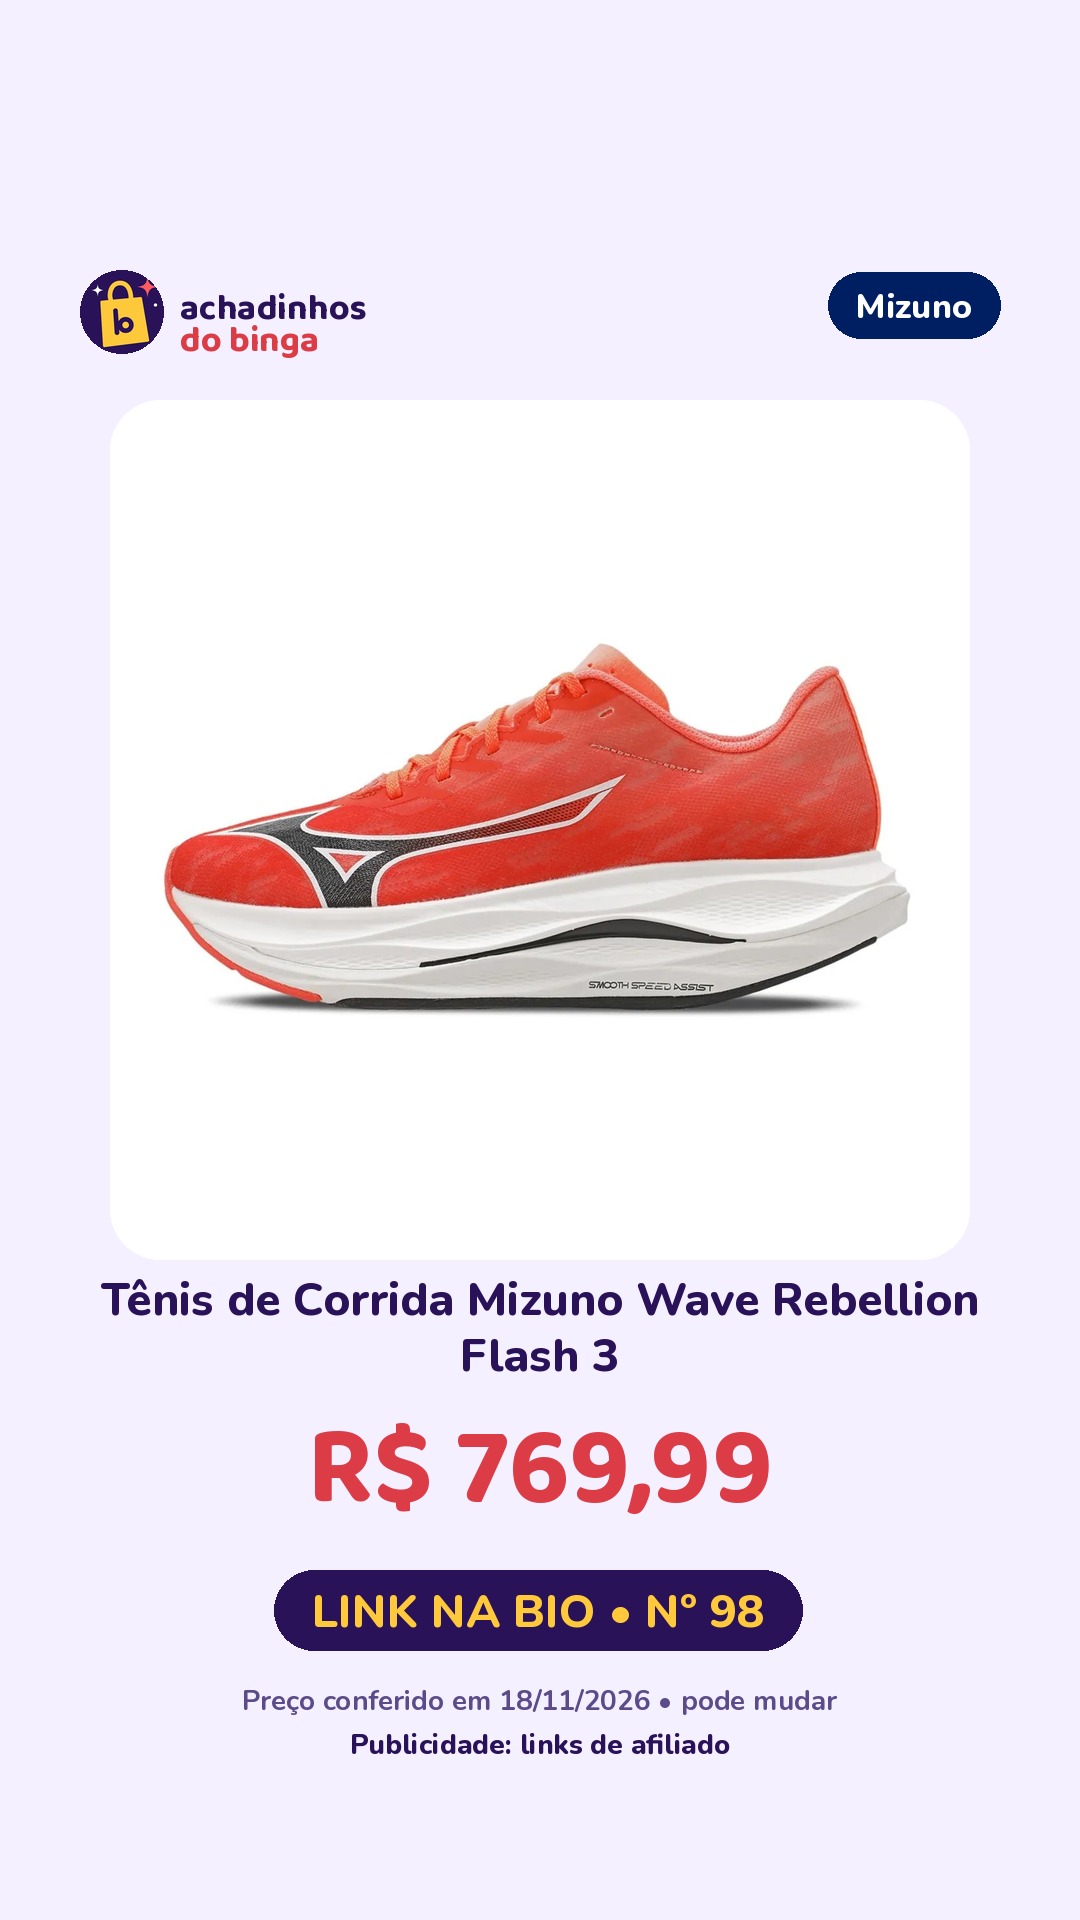 achadinhos
do binga
Mizuno
SMOOTH SPEED ASSIST
Tênis de Corrida Mizuno Wave Rebellion
Flash 3
R$ 769,99
LINK NA BIO • Nº 98
Preço conferido em 18/11/2026 • pode mudar
Publicidade: links de afiliado